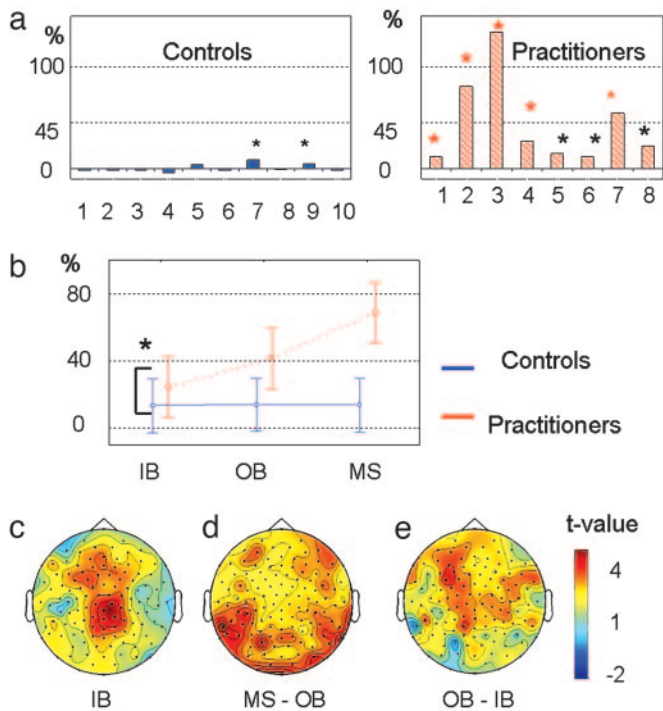 a
% Controls
100
45
0
* *
1 2 3 4 5 6 7 8 9 10
% Practitioners
100
45
0
* * * * * * * *
1 2 3 4 5 6 7 8
b
%
80
40
0
*
IB OB MS
Controls
Practitioners
c d e t-value
4
1
-2
IB MS - OB OB - IB